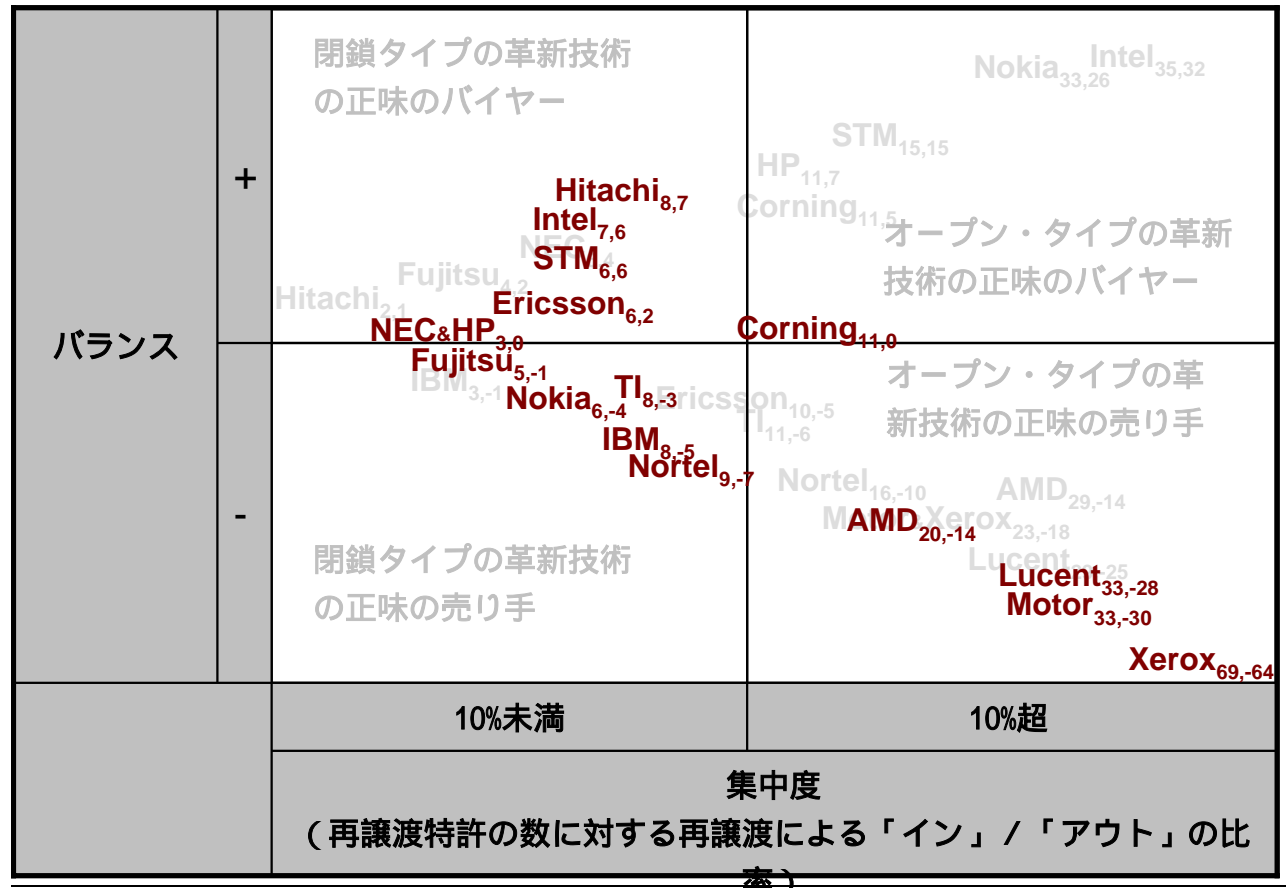 閉鎖タイプの革新技術
の正味のバイヤー
Nokia33,26
Intel35,32
STM15,15
HP11,7
Corning11,5
オープン・タイプの革新
技術の正味のバイヤー
+
Hitachi8,7
Intel7,6
STM6,6
Fujitsu4,2
Hitachi2,1
Ericsson6,2
NEC&HP3,0
Corning11,0
バランス
Fujitsu5,-1
IBM3,-1
Nokia6,-4
TI8,-3
Ericsson10,-5
TI11,-6
オープン・タイプの革
新技術の正味の売り手
IBM8,-5
Nortel9,-7
Nortel16,-10
AMD29,-14
-
AMD20,-14
Xerox23,-18
閉鎖タイプの革新技術
の正味の売り手
Lucent33,-28
Motor33,-30
Xerox69,-64
10%未満
10%超
集中度
(再譲渡特許の数に対する再譲渡による「イン」/「アウト」の比
率)